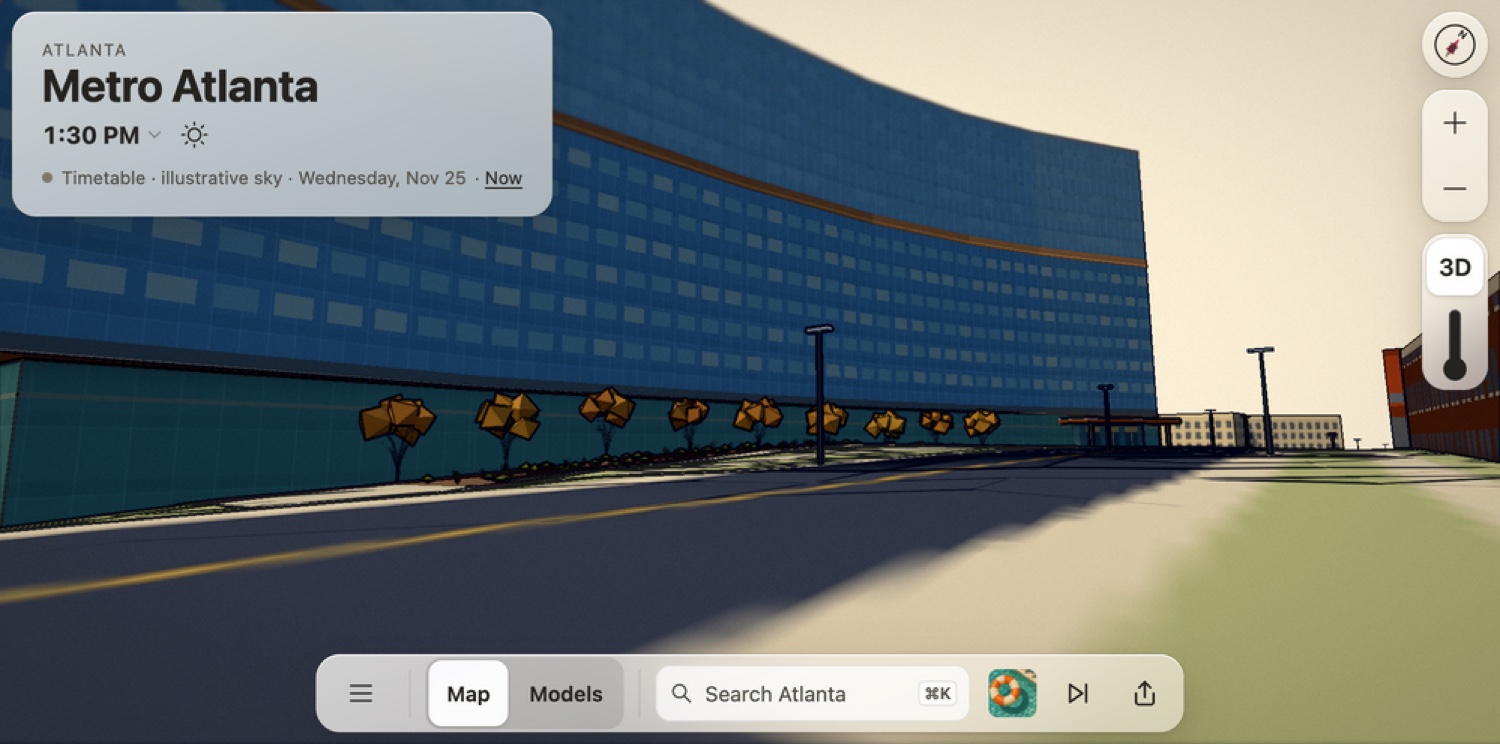 ATLANTA
Metro Atlanta
1:30 PM
Timetable · illustrative sky · Wednesday, Nov 25 · Now
N
3D
Map
Models
Search Atlanta
⌘K